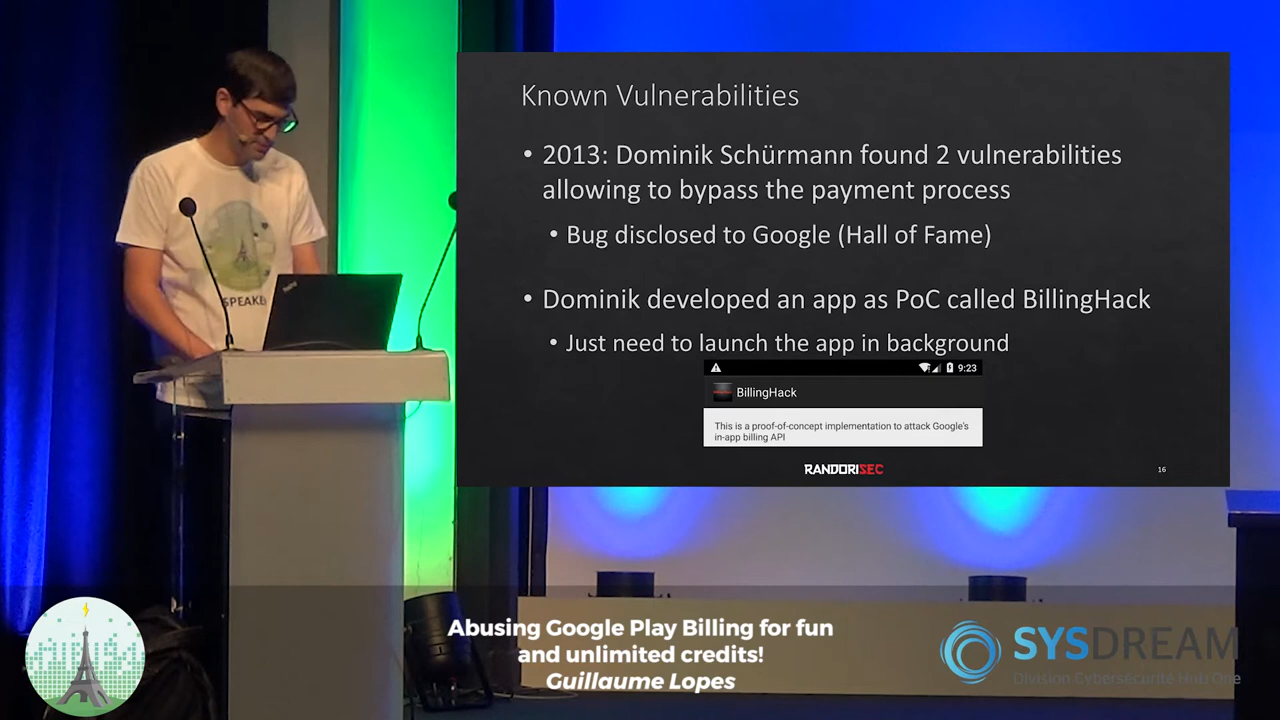 Known Vulnerabilities
• 2013: Dominik Schürmann found 2 vulnerabilities
allowing to bypass the payment process
• Bug disclosed to Google (Hall of Fame)
• Dominik developed an app as PoC called BillingHack
• Just need to launch the app in background
9:23
BillingHack
This is a proof-of-concept implementation to attack Google's
in-app billing API
RANDORISEC
16
SPEAKER
ThinkPad
Abusing Google Play Billing for fun
and unlimited credits!
Guillaume Lopes
SYSDREAM
Division Cybersécurité Hub One